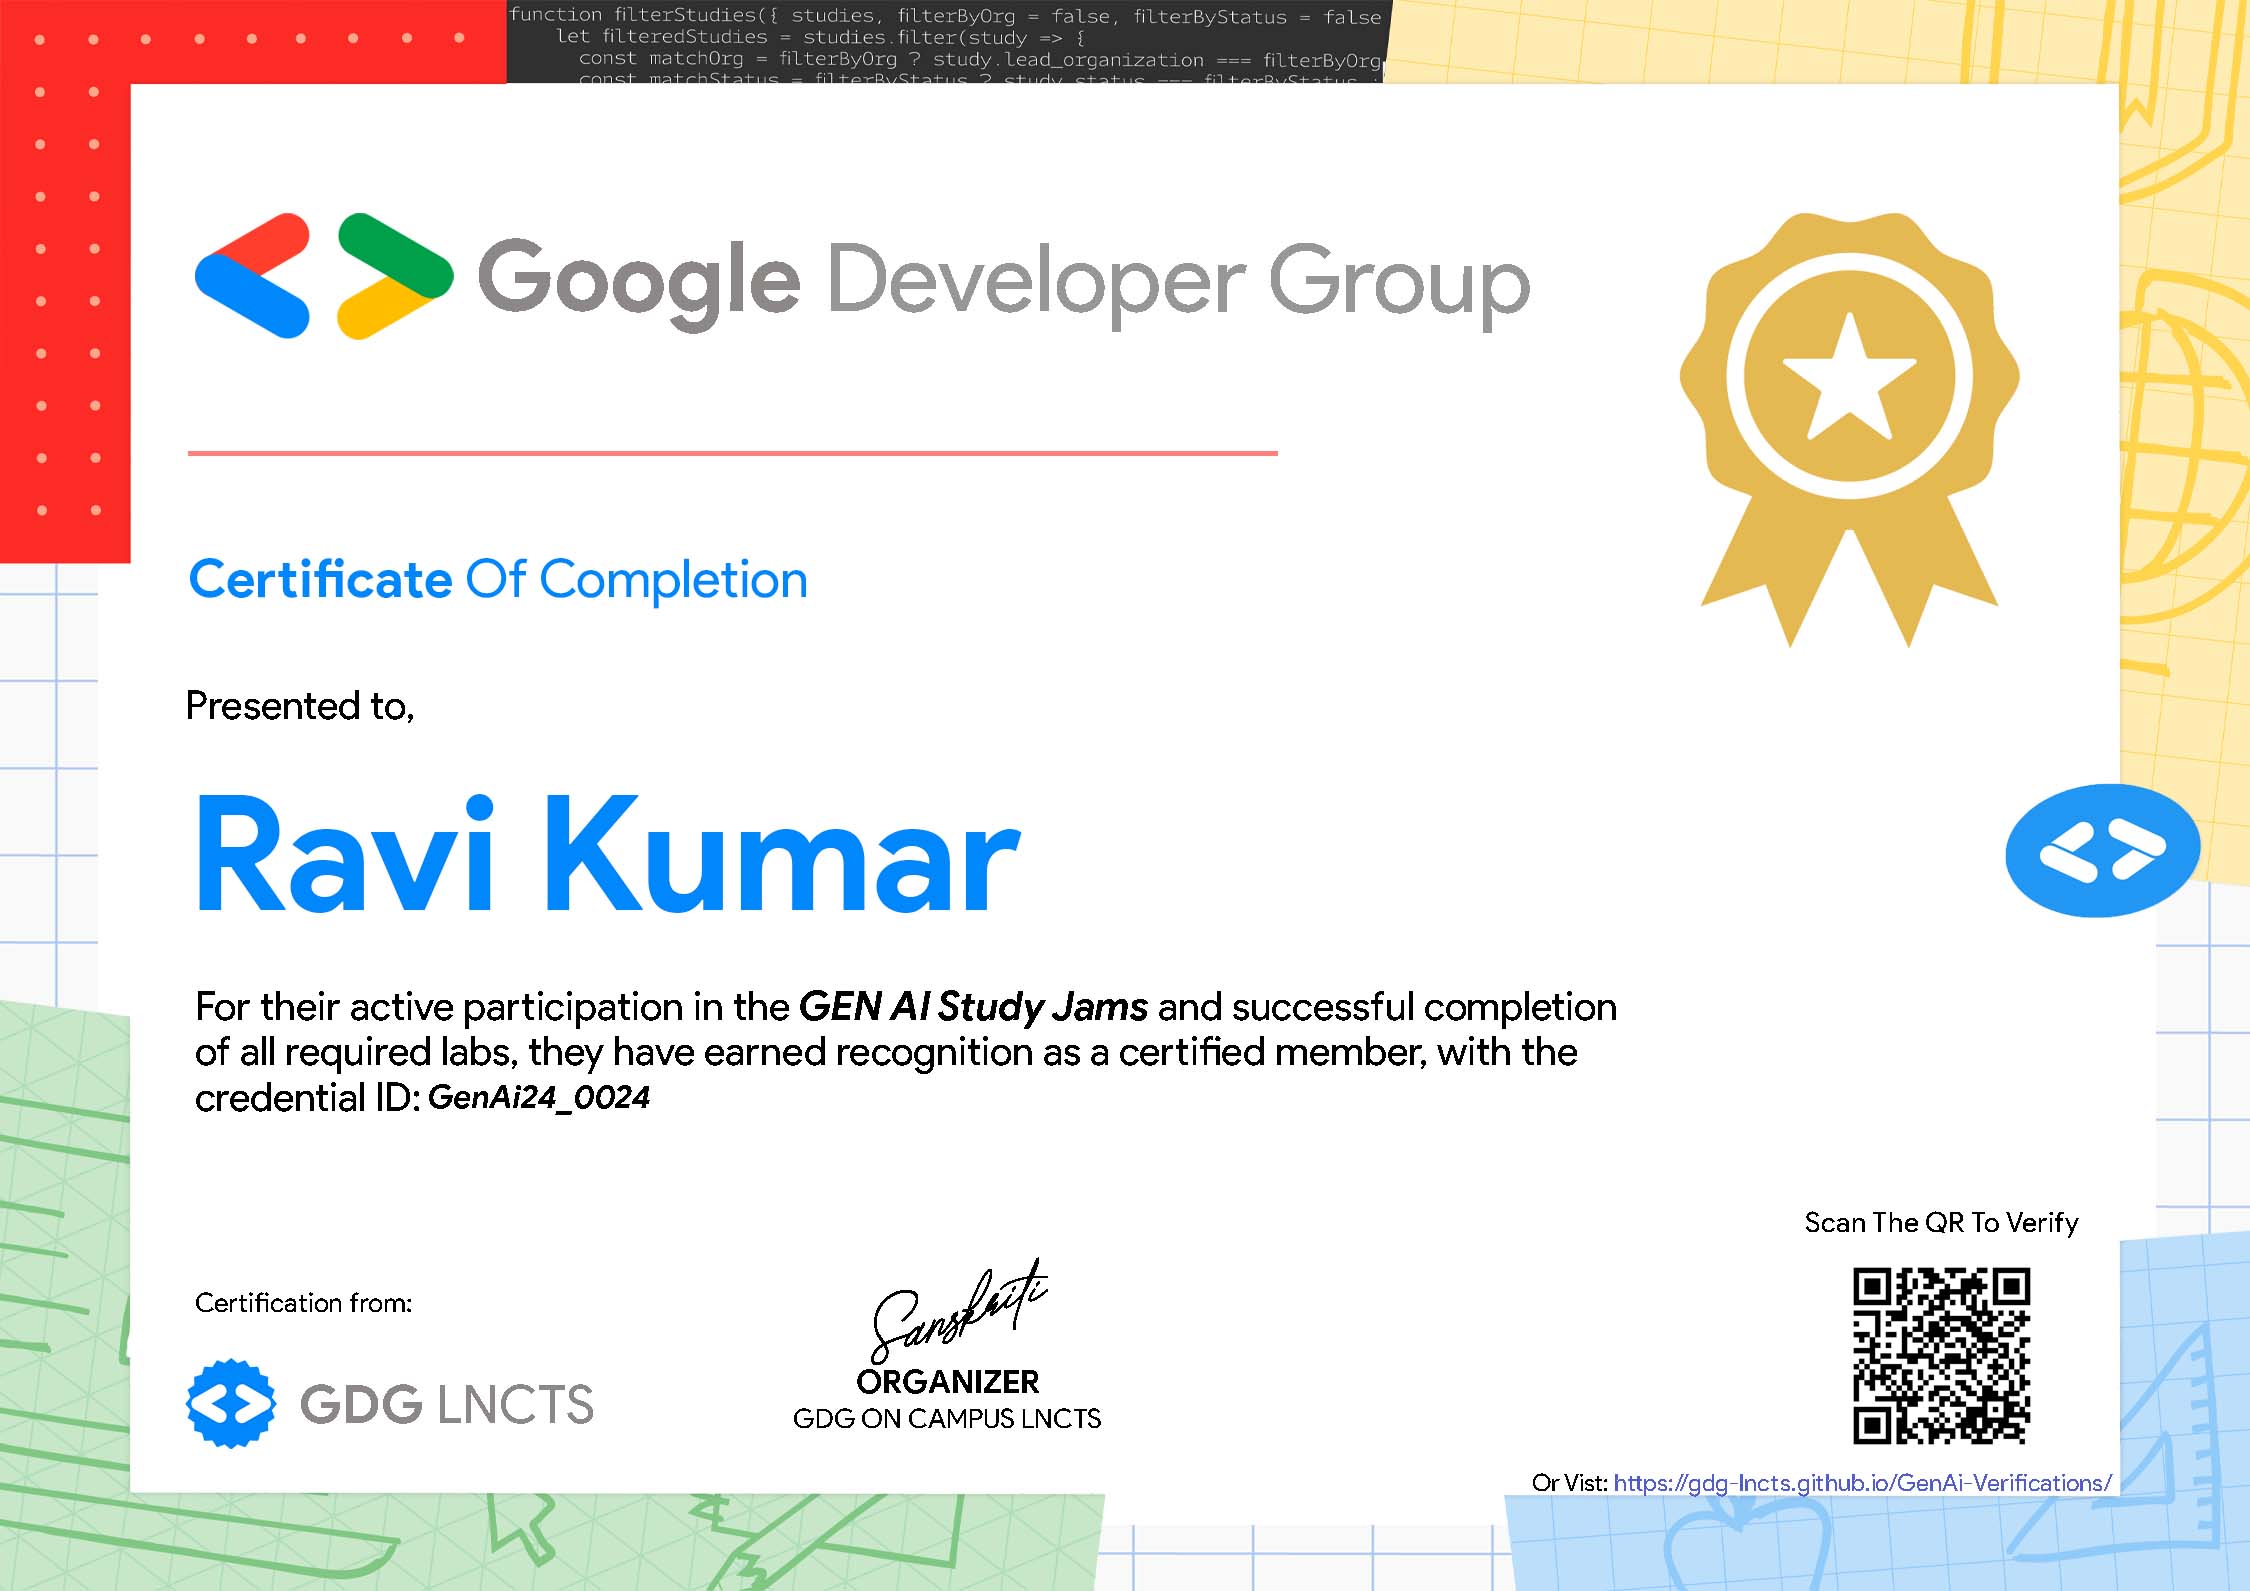 function filterStudies({ studies, filterByOrg = false, filterByStatus = false
let filteredStudies = studies.filter(study => {
const matchOrg = filterByOrg ? study.lead_organization === filterByOrg
const matchStatus = filterByStatus ? study.status === filterByStatus :
Google Developer Group
Certificate Of Completion
Presented to,
Ravi Kumar
For their active participation in the GEN AI Study Jams and successful completion
of all required labs, they have earned recognition as a certified member, with the
credential ID: GenAi24_0024
Scan The QR To Verify
Certification from:
Sanskriti
GDG LNCTS
ORGANIZER
GDG ON CAMPUS LNCTS
Or Vist: https://gdg-lncts.github.io/GenAi-Verifications/